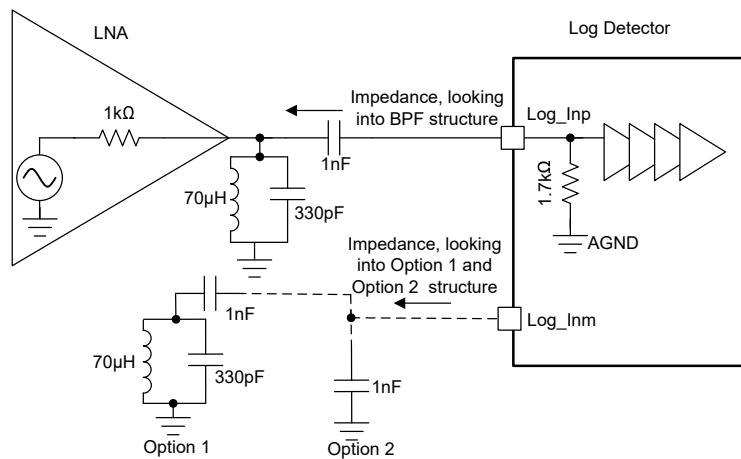 LNA
Log Detector
1kΩ
Impedance, looking
into BPF structure
Log_Inp
1nF
70µH
330pF
1.7kΩ
AGND
Impedance, looking
into Option 1 and
Option 2 structure
1nF
Log_Inm
70µH
330pF
1nF
Option 1
Option 2